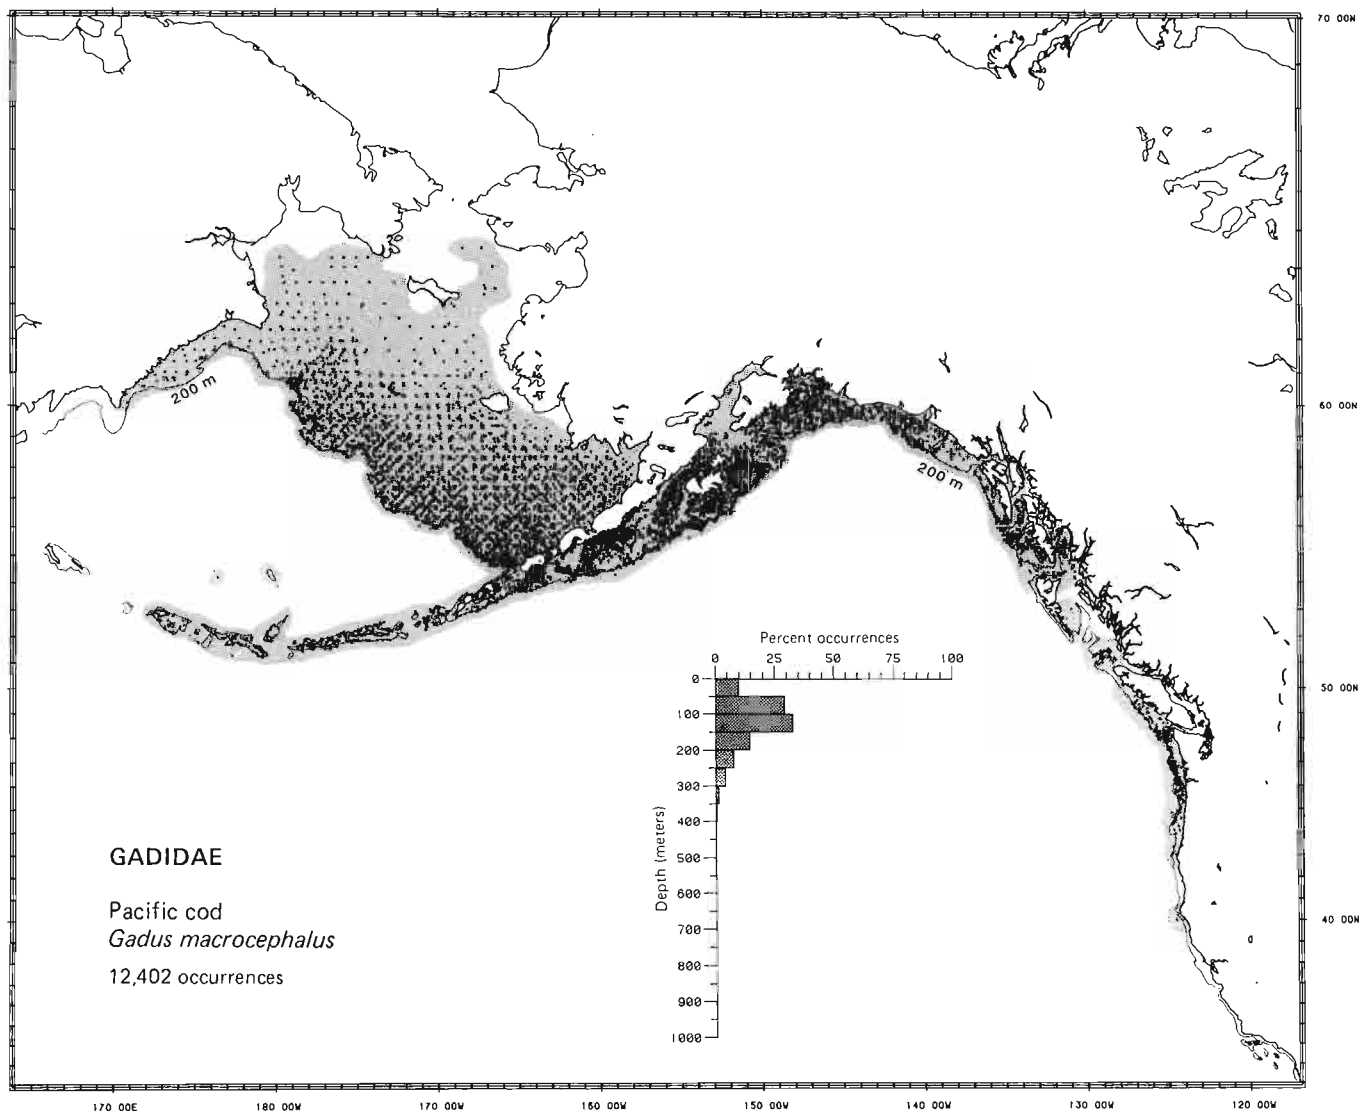 70 00N
200 m
60 00N
200 m
Percent occurrences
0 25 50 75 100
0
100
200
300
400
500
600
700
800
900
1000
Depth (meters)
50 00N
GADIDAE
Pacific cod
Gadus macrocephalus
12,402 occurrences
40 00N
170 00E 180 00W 170 00W 160 00W 150 00W 140 00W 130 00W 120 00W